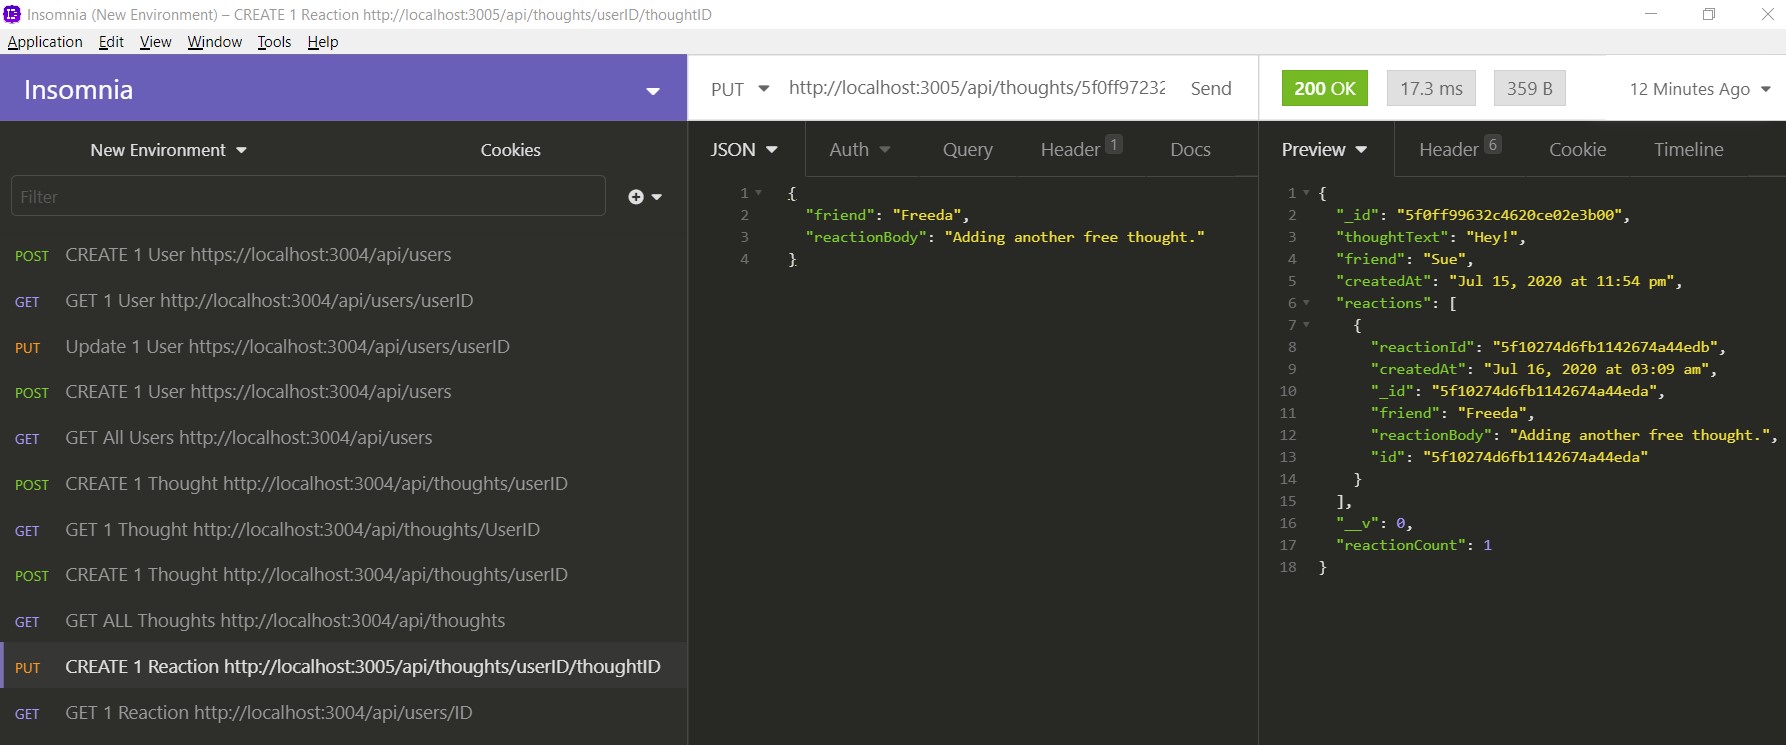 Insomnia (New Environment) – CREATE 1 Reaction http://localhost:3005/api/thoughts/userID/thoughtID
Application Edit View Window Tools Help
Insomnia
New Environment Cookies
Filter
POST CREATE 1 User https://localhost:3004/api/users
GET GET 1 User http://localhost:3004/api/users/userID
PUT Update 1 User https://localhost:3004/api/users/userID
POST CREATE 1 User https://localhost:3004/api/users
GET GET All Users http://localhost:3004/api/users
POST CREATE 1 Thought http://localhost:3004/api/thoughts/userID
GET GET 1 Thought http://localhost:3004/api/thoughts/UserID
POST CREATE 1 Thought http://localhost:3004/api/thoughts/userID
GET GET ALL Thoughts http://localhost:3004/api/thoughts
PUT CREATE 1 Reaction http://localhost:3005/api/thoughts/userID/thoughtID
GET GET 1 Reaction http://localhost:3004/api/users/ID
PUT http://localhost:3005/api/thoughts/5f0ff97232 Send
JSON Auth Query Header 1 Docs
1 {
2 "friend": "Freeda",
3 "reactionBody": "Adding another free thought."
4 }
200 OK 17.3 ms 359 B 12 Minutes Ago
Preview Header 6 Cookie Timeline
1 {
2 "_id": "5f0ff99632c4620ce02e3b00",
3 "thoughtText": "Hey!",
4 "friend": "Sue",
5 "createdAt": "Jul 15, 2020 at 11:54 pm",
6 "reactions": [
7 {
8 "reactionId": "5f10274d6fb1142674a44edb",
9 "createdAt": "Jul 16, 2020 at 03:09 am",
10 "_id": "5f10274d6fb1142674a44eda",
11 "friend": "Freeda",
12 "reactionBody": "Adding another free thought.",
13 "id": "5f10274d6fb1142674a44eda"
14 }
15 ],
16 "__v": 0,
17 "reactionCount": 1
18 }